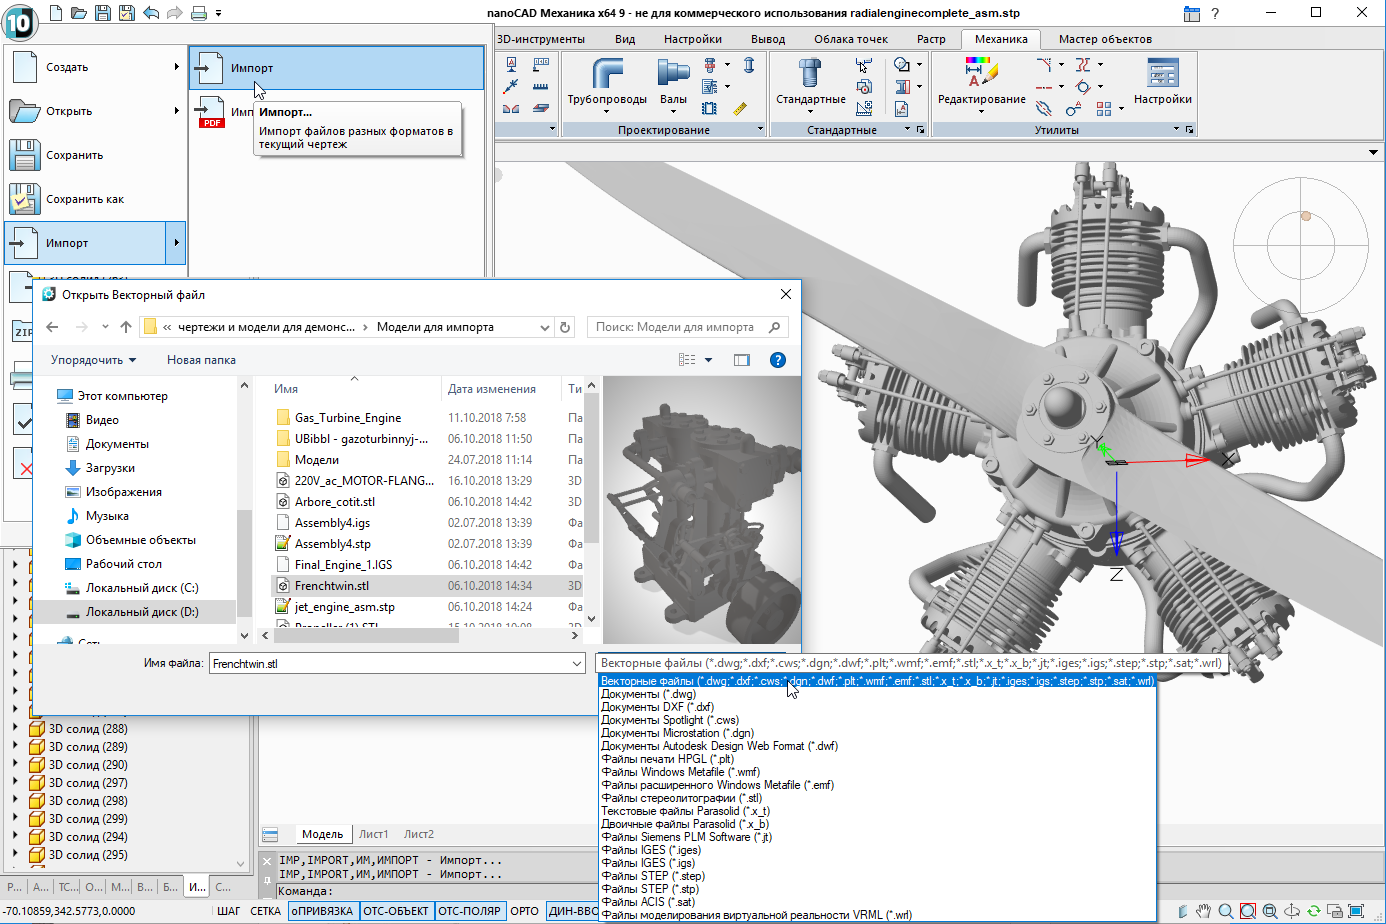 10
nanoCAD Механика x64 9 - не для коммерческого использования radialenginecomplete_asm.stp
?
3D-инструменты Вид Настройки Вывод Облака точек Растр Механика Мастер объектов
Трубопроводы Валы
Стандартные
Редактирование Настройки
Проектирование Стандартные Утилиты
Создать
Открыть
Сохранить
Сохранить как
Импорт
Импорт
PDF
Импорт...
Импорт файлов разных форматов в
текущий чертеж
ZIP
Открыть Векторный файл
« чертежи и модели для демонс... › Модели для импорта
Поиск: Модели для импорта
Упорядочить Новая папка
?
Этот компьютер
Видео
Документы
Загрузки
Изображения
Музыка
Объемные объекты
Рабочий стол
Локальный диск (C:)
Локальный диск (D:)
Сеть
Имя Дата изменения Ти
Gas_Turbine_Engine 11.10.2018 7:58 Па
UBibbl - gazoturbinnyj-... 06.10.2018 11:50 Па
Модели 24.07.2018 11:14 Па
220V_ac_MOTOR-FLANG... 16.10.2018 13:29 3D
Arbore_cotit.stl 06.10.2018 14:42 3D
Assembly4.igs 02.07.2018 13:39 Фа
Assembly4.stp 02.07.2018 13:39 Фа
Final_Engine_1.IGS 06.10.2018 14:42 Фа
Frenchtwin.stl 06.10.2018 14:34 3D
jet_engine_asm.stp 06.10.2018 14:24 Фа
Propeller (1).STL 15.10.2018 10:08 3D
Имя файла: Frenchtwin.stl
Векторные файлы (*.dwg;*.dxf;*.cws;*.dgn;*.dwf;*.plt;*.wmf;*.emf;*.stl;*.x_t;*.x_b;*.jt;*.iges;*.igs;*.step;*.stp;*.sat;*.wrl)
Векторные файлы (*.dwg;*.dxf;*.cws;*.dgn;*.dwf;*.plt;*.wmf;*.emf;*.stl;*.x_t;*.x_b;*.jt;*.iges;*.igs;*.step;*.stp;*.sat;*.wrl)
Документы (*.dwg)
Документы DXF (*.dxf)
Документы Spotlight (*.cws)
Документы Microstation (*.dgn)
Документы Autodesk Design Web Format (*.dwf)
Файлы печати HPGL (*.plt)
Файлы Windows Metafile (*.wmf)
Файлы расширенного Windows Metafile (*.emf)
Файлы стереолитографии (*.stl)
Текстовые файлы Parasolid (*.x_t)
Двоичные файлы Parasolid (*.x_b)
Файлы Siemens PLM Software (*.jt)
Файлы IGES (*.iges)
Файлы IGES (*.igs)
Файлы STEP (*.step)
Файлы STEP (*.stp)
Файлы ACIS (*.sat)
Файлы моделирования виртуальной реальности VRML (*.wrl)
Y
X
Z
3D солид (288)
3D солид (289)
3D солид (290)
3D солид (297)
3D солид (298)
3D солид (299)
3D солид (294)
3D солид (295)
Р... А... ТС... О... М... В... Б... И... С...
Модель Лист1 Лист2
IMP,IMPORT,ИМ,ИМПОРТ - Импорт...
IMP,IMPORT,ИМ,ИМПОРТ - Импорт...
Команда:
-70.10859,342.5773,0.0000 ШАГ СЕТКА оПРИВЯЗКА ОТС-ОБЪЕКТ ОТС-ПОЛЯР ОРТО ДИН-ВВО